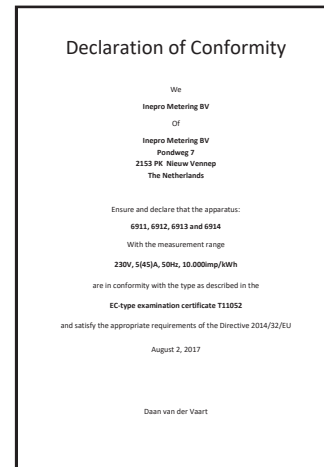 Declaration of Conformity
We
Inepro Metering BV
Of
Inepro Metering BV
Pondweg 7
2153 PK Nieuw Vennep
The Netherlands
Ensure and declare that the apparatus:
6911, 6912, 6913 and 6914
With the measurement range
230V, 5(45)A, 50Hz, 10.000imp/kWh
are in conformity with the type as described in the
EC-type examination certificate T11052
and satisfy the appropriate requirements of the Directive 2014/32/EU
August 2, 2017
Daan van der Vaart